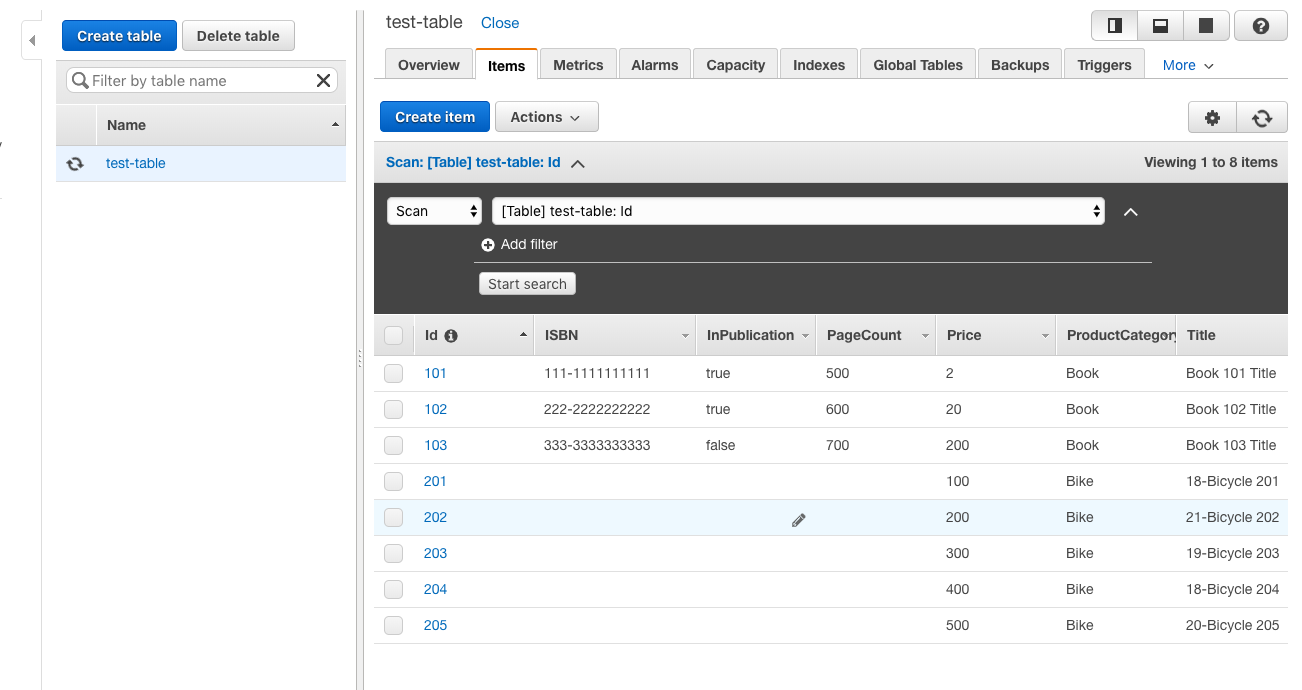 Create table Delete table
Filter by table name
Name
test-table
test-table Close
Overview Items Metrics Alarms Capacity Indexes Global Tables Backups Triggers More
Create item Actions
Scan: [Table] test-table: Id Viewing 1 to 8 items
Scan [Table] test-table: Id
Add filter
Start search
Id ISBN InPublication PageCount Price ProductCategory Title
101 111-1111111111 true 500 2 Book Book 101 Title
102 222-2222222222 true 600 20 Book Book 102 Title
103 333-3333333333 false 700 200 Book Book 103 Title
201 100 Bike 18-Bicycle 201
202 200 Bike 21-Bicycle 202
203 300 Bike 19-Bicycle 203
204 400 Bike 18-Bicycle 204
205 500 Bike 20-Bicycle 205